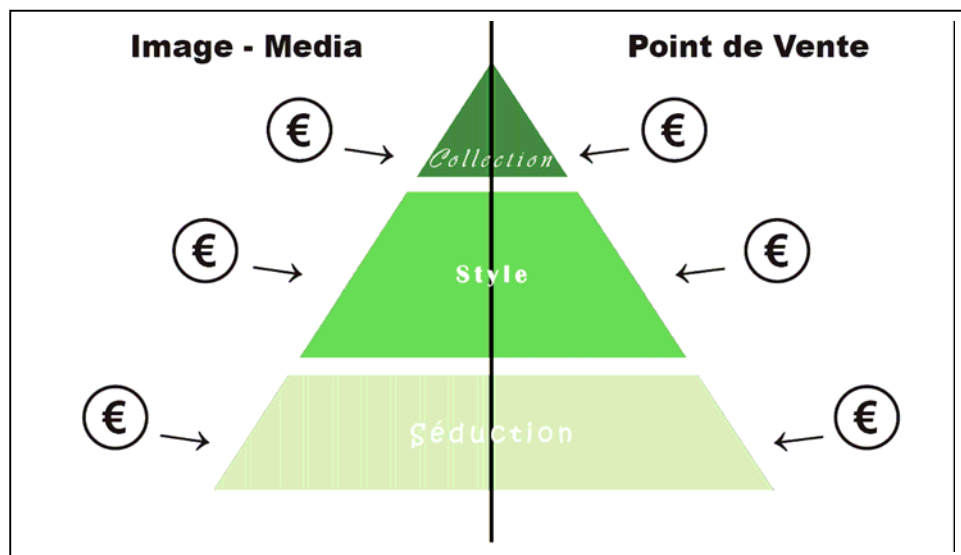 Image - Media
Point de Vente
€
€
Collection
€
€
Style
€
€
Séduction